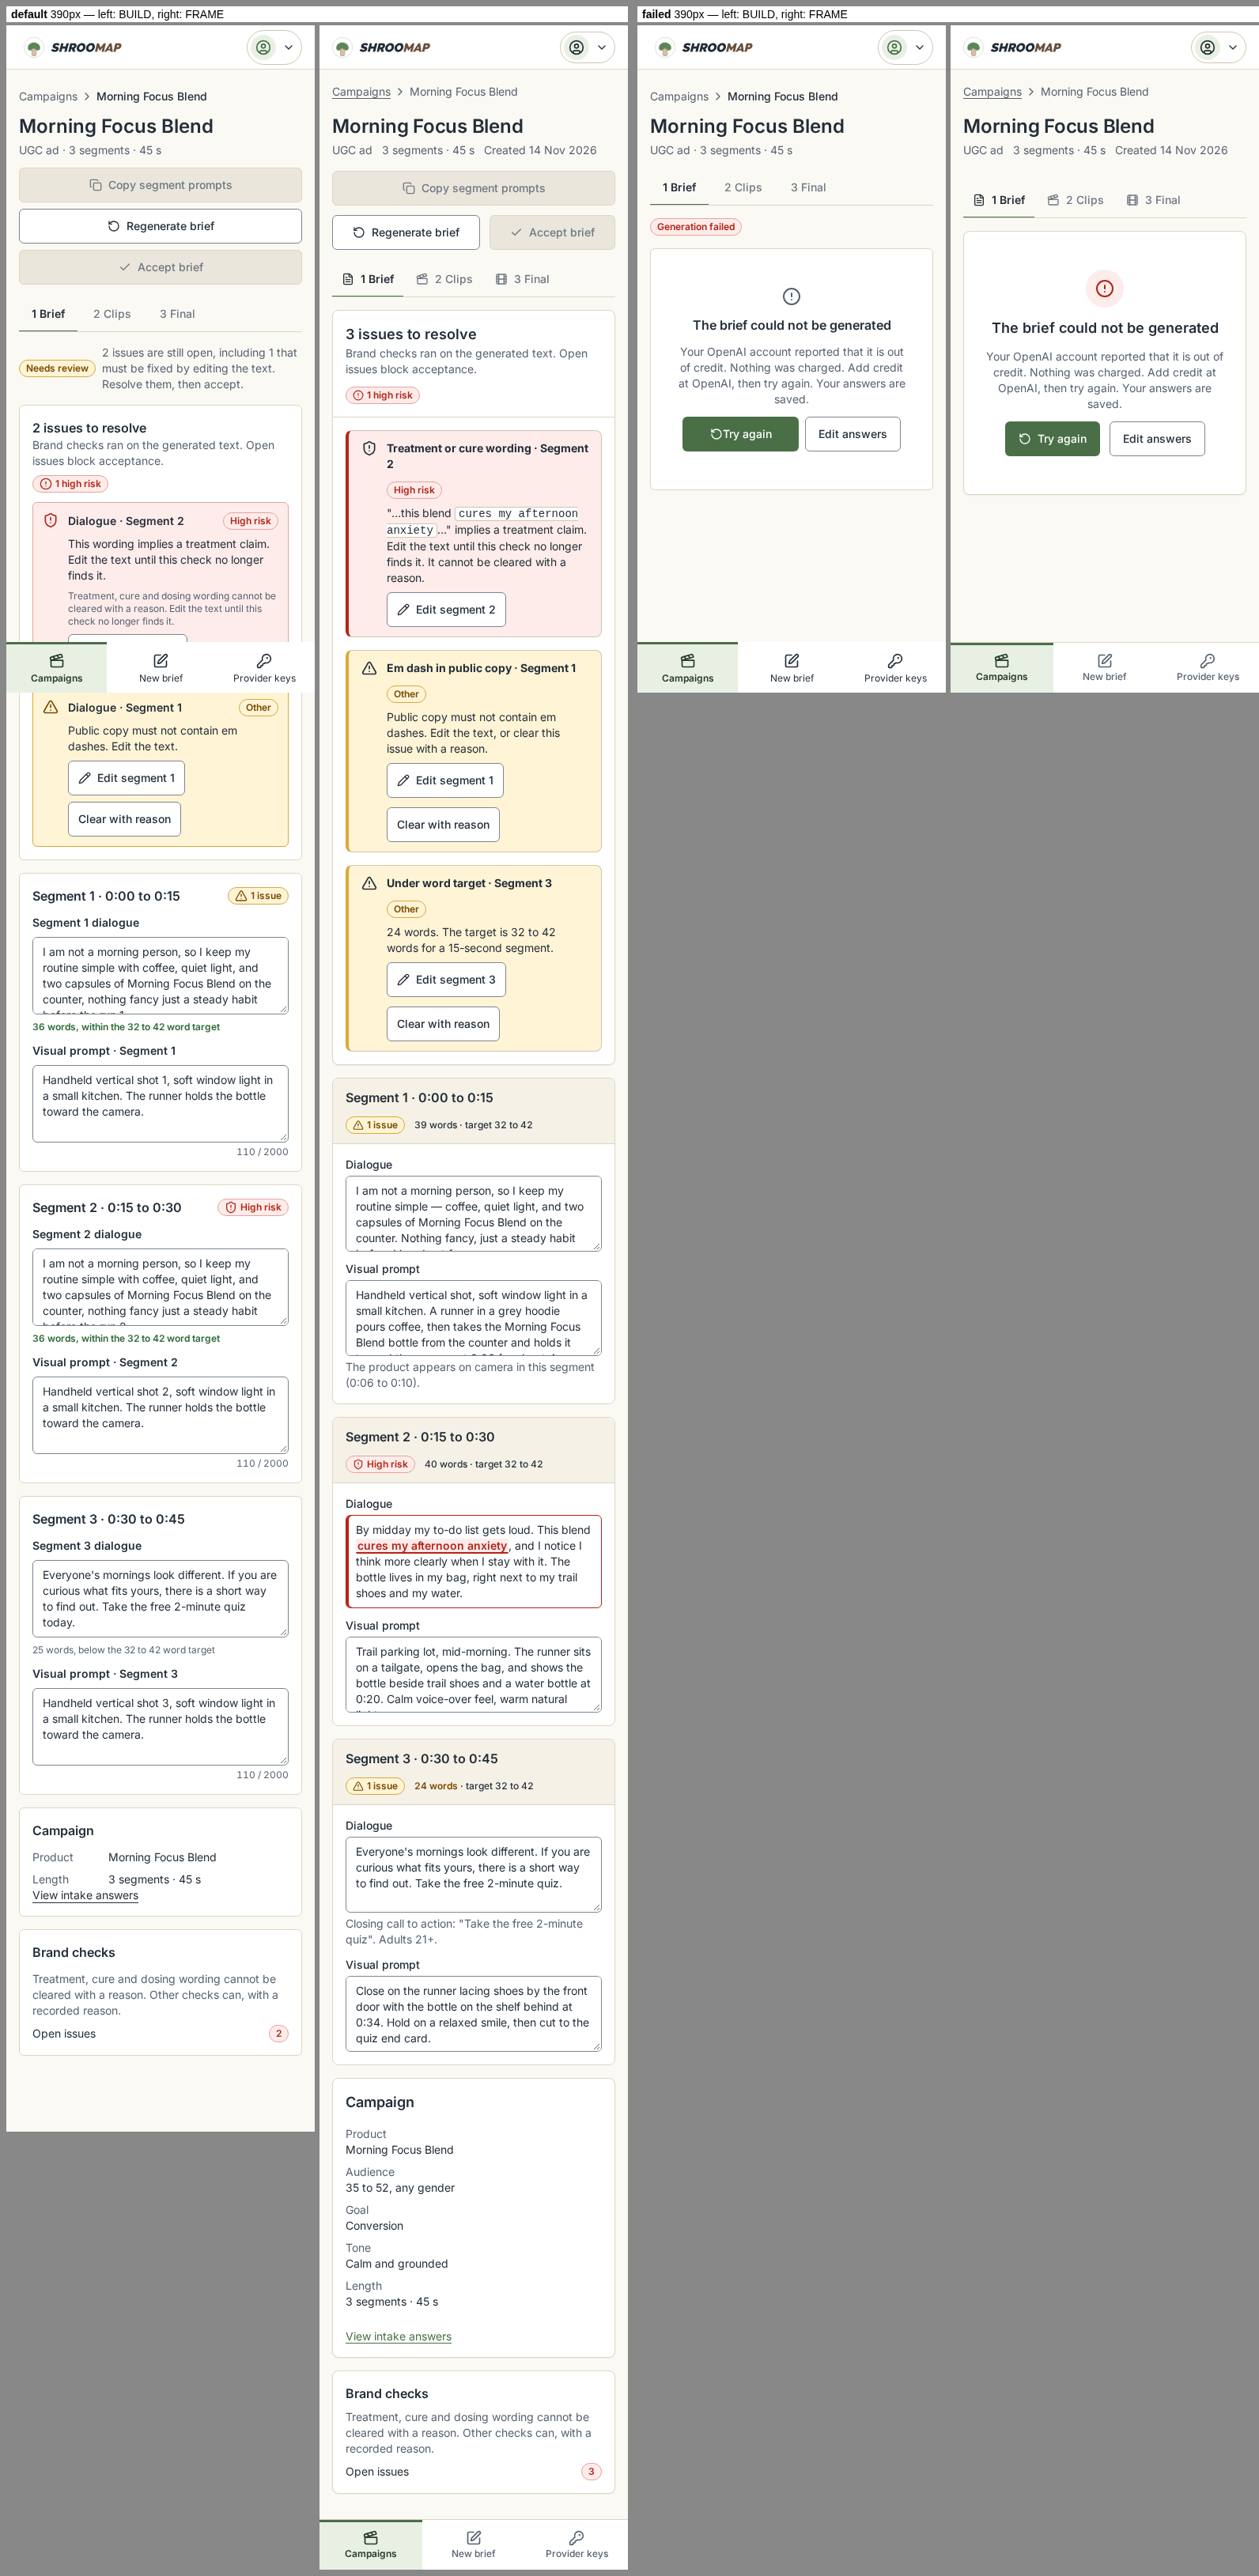 default 390px — left: BUILD, right: FRAME
SHROOMAP
Campaigns > Morning Focus Blend
Morning Focus Blend
UGC ad · 3 segments · 45 s
Copy segment prompts
Regenerate brief
Accept brief
1 Brief
2 Clips
3 Final
Needs review
2 issues are still open, including 1 that
must be fixed by editing the text.
Resolve them, then accept.
2 issues to resolve
Brand checks ran on the generated text. Open
issues block acceptance.
1 high risk
Dialogue · Segment 2
High risk
This wording implies a treatment claim.
Edit the text until this check no longer
finds it.
Treatment, cure and dosing wording cannot be
cleared with a reason. Edit the text until this
check no longer finds it.
Campaigns
New brief
Provider keys
Dialogue · Segment 1
Other
Public copy must not contain em
dashes. Edit the text.
Edit segment 1
Clear with reason
Segment 1 · 0:00 to 0:15
1 issue
Segment 1 dialogue
I am not a morning person, so I keep my
routine simple with coffee, quiet light, and
two capsules of Morning Focus Blend on the
counter, nothing fancy just a steady habit
36 words, within the 32 to 42 word target
Visual prompt · Segment 1
Handheld vertical shot 1, soft window light in
a small kitchen. The runner holds the bottle
toward the camera.
110 / 2000
Segment 2 · 0:15 to 0:30
High risk
Segment 2 dialogue
I am not a morning person, so I keep my
routine simple with coffee, quiet light, and
two capsules of Morning Focus Blend on the
counter, nothing fancy just a steady habit
36 words, within the 32 to 42 word target
Visual prompt · Segment 2
Handheld vertical shot 2, soft window light in
a small kitchen. The runner holds the bottle
toward the camera.
110 / 2000
Segment 3 · 0:30 to 0:45
Segment 3 dialogue
Everyone's mornings look different. If you are
curious what fits yours, there is a short way
to find out. Take the free 2-minute quiz
today.
25 words, below the 32 to 42 word target
Visual prompt · Segment 3
Handheld vertical shot 3, soft window light in
a small kitchen. The runner holds the bottle
toward the camera.
110 / 2000
Campaign
Product Morning Focus Blend
Length 3 segments · 45 s
View intake answers
Brand checks
Treatment, cure and dosing wording cannot be
cleared with a reason. Other checks can, with a
recorded reason.
Open issues 2
SHROOMAP
Campaigns > Morning Focus Blend
Morning Focus Blend
UGC ad 3 segments · 45 s Created 14 Nov 2026
Copy segment prompts
Regenerate brief
Accept brief
1 Brief
2 Clips
3 Final
3 issues to resolve
Brand checks ran on the generated text. Open
issues block acceptance.
1 high risk
Treatment or cure wording · Segment
2
High risk
"...this blend cures my afternoon
anxiety..." implies a treatment claim.
Edit the text until this check no longer
finds it. It cannot be cleared with a
reason.
Edit segment 2
Em dash in public copy · Segment 1
Other
Public copy must not contain em
dashes. Edit the text, or clear this
issue with a reason.
Edit segment 1
Clear with reason
Under word target · Segment 3
Other
24 words. The target is 32 to 42
words for a 15-second segment.
Edit segment 3
Clear with reason
Segment 1 · 0:00 to 0:15
1 issue
39 words · target 32 to 42
Dialogue
I am not a morning person, so I keep my
routine simple — coffee, quiet light, and two
capsules of Morning Focus Blend on the
counter. Nothing fancy, just a steady habit
Visual prompt
Handheld vertical shot, soft window light in a
small kitchen. A runner in a grey hoodie
pours coffee, then takes the Morning Focus
Blend bottle from the counter and holds it
The product appears on camera in this segment
(0:06 to 0:10).
Segment 2 · 0:15 to 0:30
High risk
40 words · target 32 to 42
Dialogue
By midday my to-do list gets loud. This blend
cures my afternoon anxiety, and I notice I
think more clearly when I stay with it. The
bottle lives in my bag, right next to my trail
shoes and my water.
Visual prompt
Trail parking lot, mid-morning. The runner sits
on a tailgate, opens the bag, and shows the
bottle beside trail shoes and a water bottle at
0:20. Calm voice-over feel, warm natural
Segment 3 · 0:30 to 0:45
1 issue
24 words · target 32 to 42
Dialogue
Everyone's mornings look different. If you are
curious what fits yours, there is a short way
to find out. Take the free 2-minute quiz.
Closing call to action: "Take the free 2-minute
quiz". Adults 21+.
Visual prompt
Close on the runner lacing shoes by the front
door with the bottle on the shelf behind at
0:34. Hold on a relaxed smile, then cut to the
quiz end card.
Campaign
Product
Morning Focus Blend
Audience
35 to 52, any gender
Goal
Conversion
Tone
Calm and grounded
Length
3 segments · 45 s
View intake answers
Brand checks
Treatment, cure and dosing wording cannot be
cleared with a reason. Other checks can, with a
recorded reason.
Open issues 3
Campaigns
New brief
Provider keys
failed 390px — left: BUILD, right: FRAME
SHROOMAP
Campaigns > Morning Focus Blend
Morning Focus Blend
UGC ad · 3 segments · 45 s
1 Brief
2 Clips
3 Final
Generation failed
The brief could not be generated
Your OpenAI account reported that it is out
of credit. Nothing was charged. Add credit
at OpenAI, then try again. Your answers are
saved.
Try again
Edit answers
Campaigns
New brief
Provider keys
SHROOMAP
Campaigns > Morning Focus Blend
Morning Focus Blend
UGC ad 3 segments · 45 s Created 14 Nov 2026
1 Brief
2 Clips
3 Final
The brief could not be generated
Your OpenAI account reported that it is out of
credit. Nothing was charged. Add credit at
OpenAI, then try again. Your answers are
saved.
Try again
Edit answers
Campaigns
New brief
Provider keys